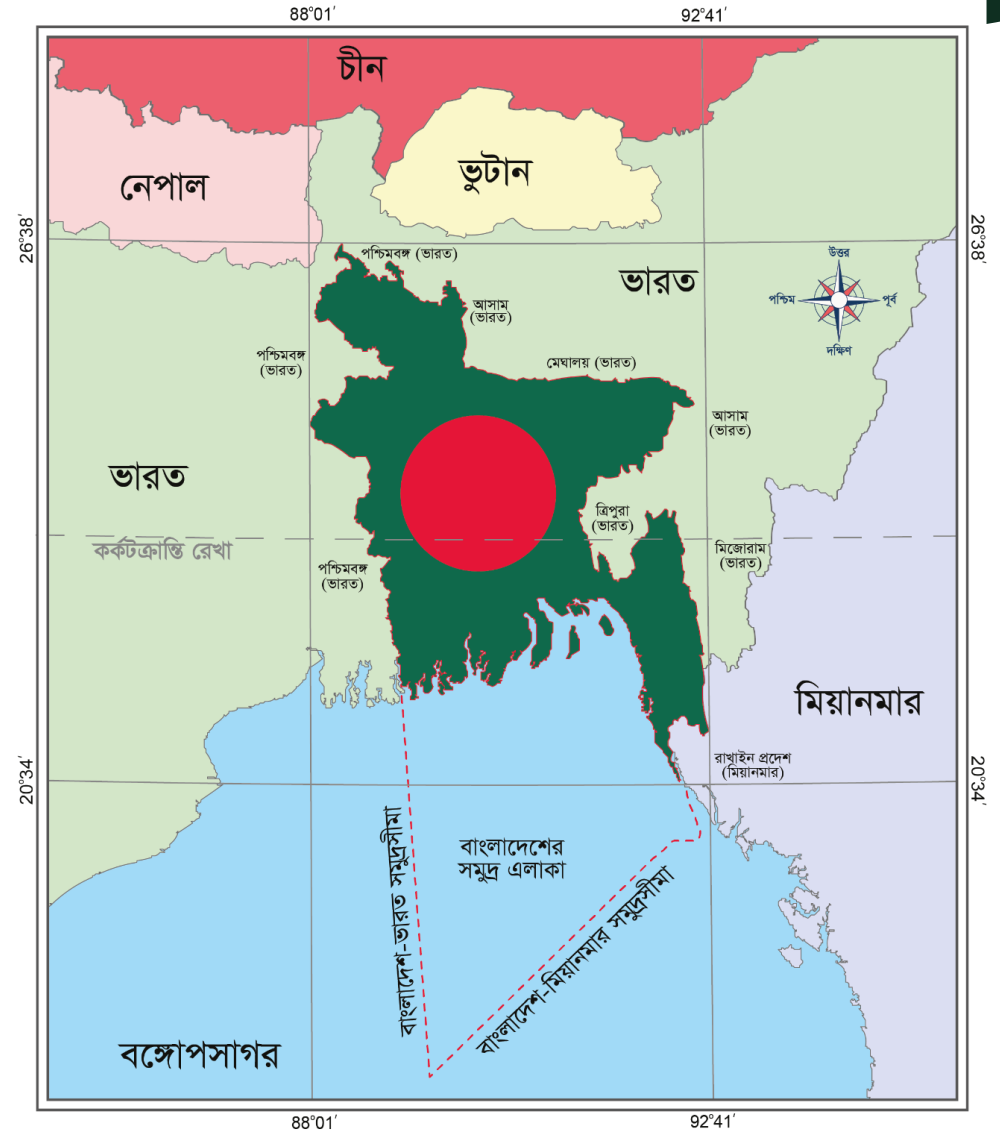 88°01′
92°41′
চীন
নেপাল
ভুটান
26°38′
26°38′
পশ্চিমবঙ্গ (ভারত)
ভারত
উত্তর
পশ্চিম
পূর্ব
দক্ষিণ
আসাম
(ভারত)
পশ্চিমবঙ্গ
(ভারত)
মেঘালয় (ভারত)
আসাম
(ভারত)
ভারত
ত্রিপুরা
(ভারত)
কর্কটক্রান্তি রেখা
মিজোরাম
(ভারত)
পশ্চিমবঙ্গ
(ভারত)
মিয়ানমার
রাখাইন প্রদেশ
(মিয়ানমার)
20°34′
20°34′
বাংলাদেশের
সমুদ্র এলাকা
বাংলাদেশ-ভারত সমুদ্রসীমা
বাংলাদেশ-মিয়ানমার সমুদ্রসীমা
বঙ্গোপসাগর
88°01′
92°41′